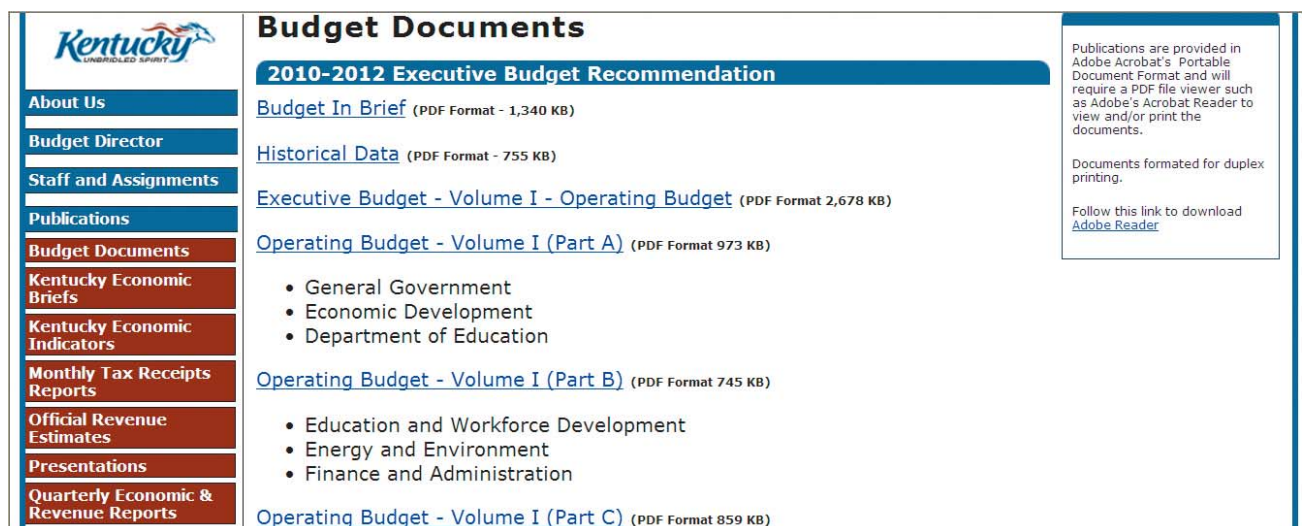 Kentucky
UNBRIDLED SPIRIT
About Us
Budget Director
Staff and Assignments
Publications
Budget Documents
Kentucky Economic
Briefs
Kentucky Economic
Indicators
Monthly Tax Receipts
Reports
Official Revenue
Estimates
Presentations
Quarterly Economic &
Revenue Reports
Budget Documents
2010-2012 Executive Budget Recommendation
Budget In Brief (PDF Format - 1,340 KB)
Historical Data (PDF Format - 755 KB)
Executive Budget - Volume I - Operating Budget (PDF Format 2,678 KB)
Operating Budget - Volume I (Part A) (PDF Format 973 KB)
• General Government
• Economic Development
• Department of Education
Operating Budget - Volume I (Part B) (PDF Format 745 KB)
• Education and Workforce Development
• Energy and Environment
• Finance and Administration
Operating Budget - Volume I (Part C) (PDF Format 859 KB)
Publications are provided in
Adobe Acrobat's Portable
Document Format and will
require a PDF file viewer such
as Adobe's Acrobat Reader to
view and/or print the
documents.
Documents formated for duplex
printing.
Follow this link to download
Adobe Reader